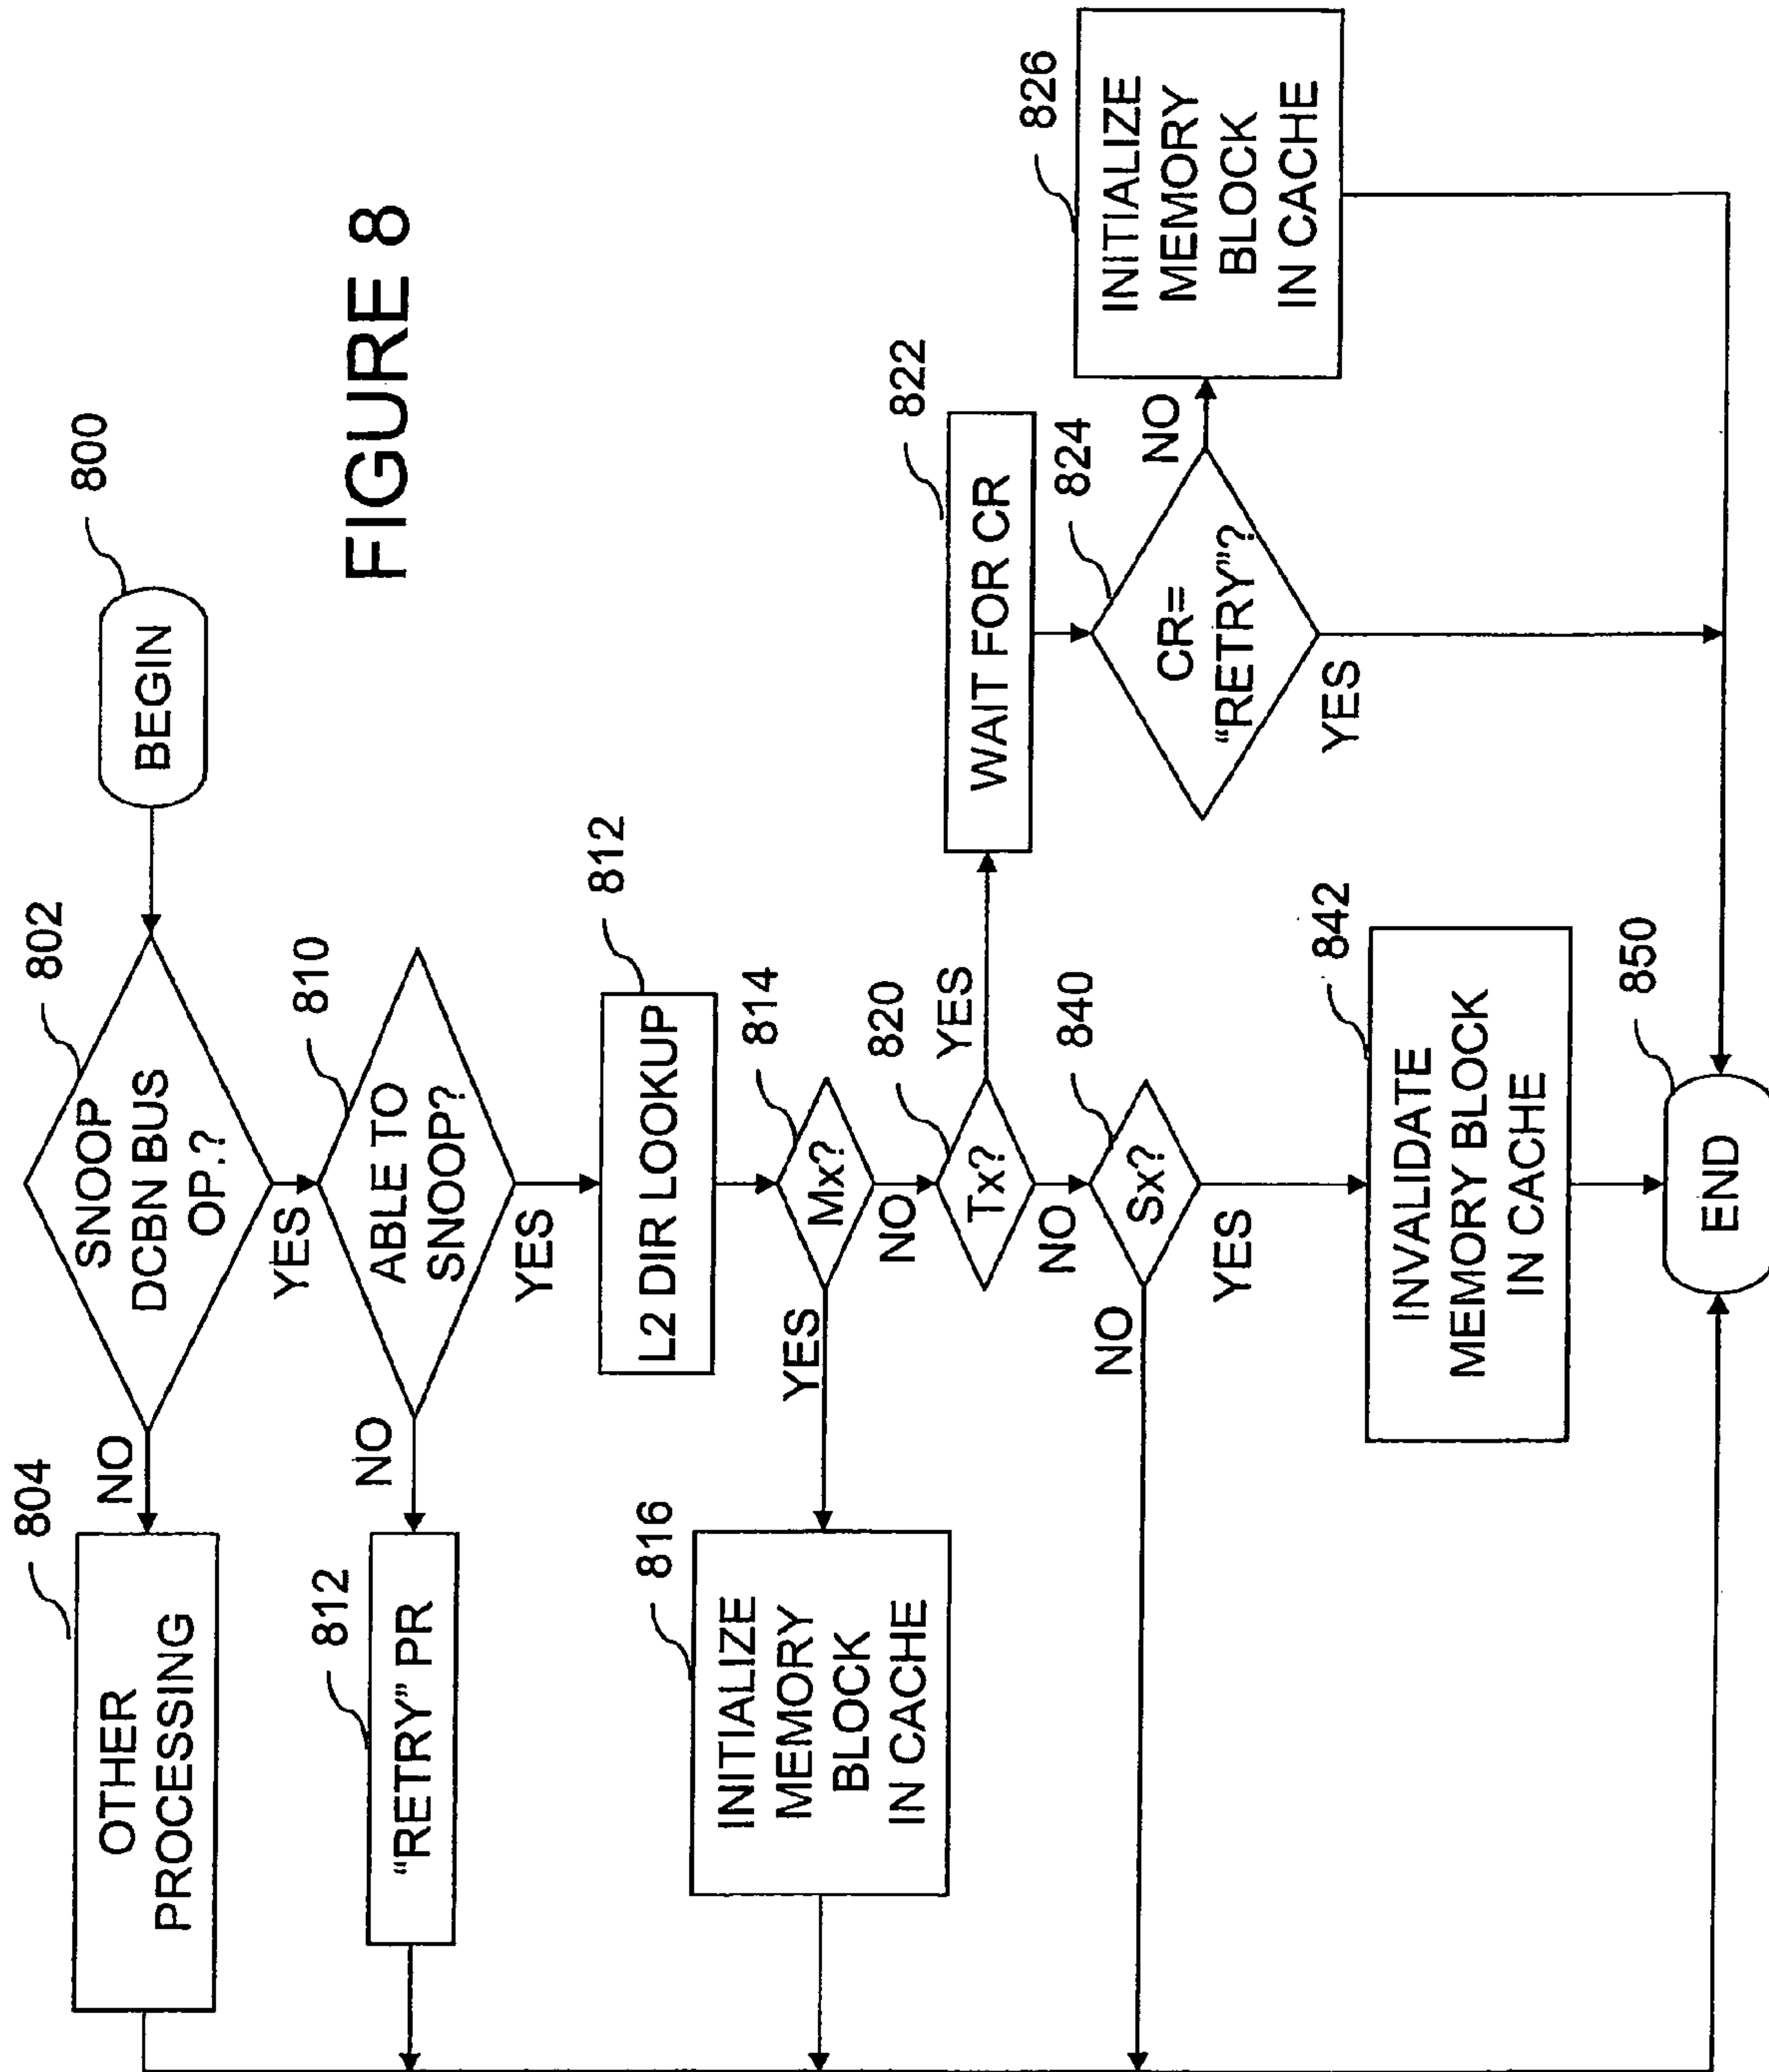 FIGURE 8
BEGIN
800
SNOOP
DCBN BUS
OP.?
802
NO
YES
OTHER
PROCESSING
804
ABLE TO
SNOOP?
810
NO
YES
"RETRY" PR
812
L2 DIR LOOKUP
812
Mx?
814
YES
NO
INITIALIZE
MEMORY
BLOCK
IN CACHE
816
Tx?
820
YES
NO
WAIT FOR CR
822
CR=
"RETRY"?
824
NO
YES
INITIALIZE
MEMORY
BLOCK
IN CACHE
826
Sx?
840
NO
YES
INVALIDATE
MEMORY BLOCK
IN CACHE
842
END
850